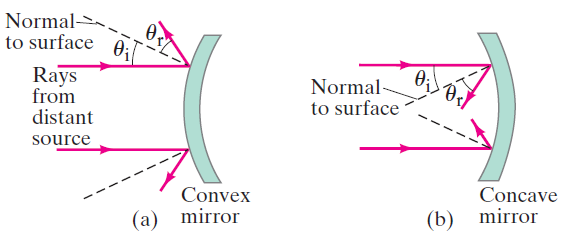 Normal
to surface
θi
θr
Rays
from
distant
source
Convex
mirror
(a)
Normal
to surface
θi
θr
Concave
mirror
(b)